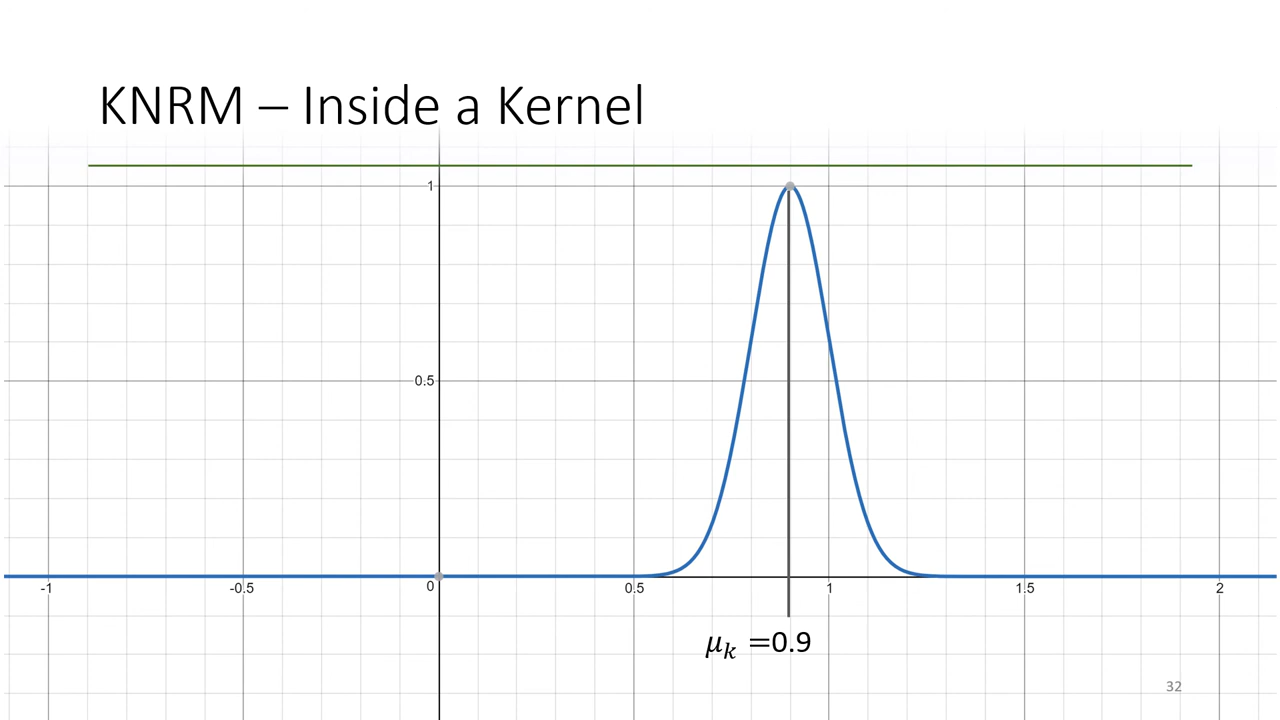 KNRM – Inside a Kernel
1
0.5
-1 -0.5 0 0.5 1 1.5 2
μₖ =0.9
32